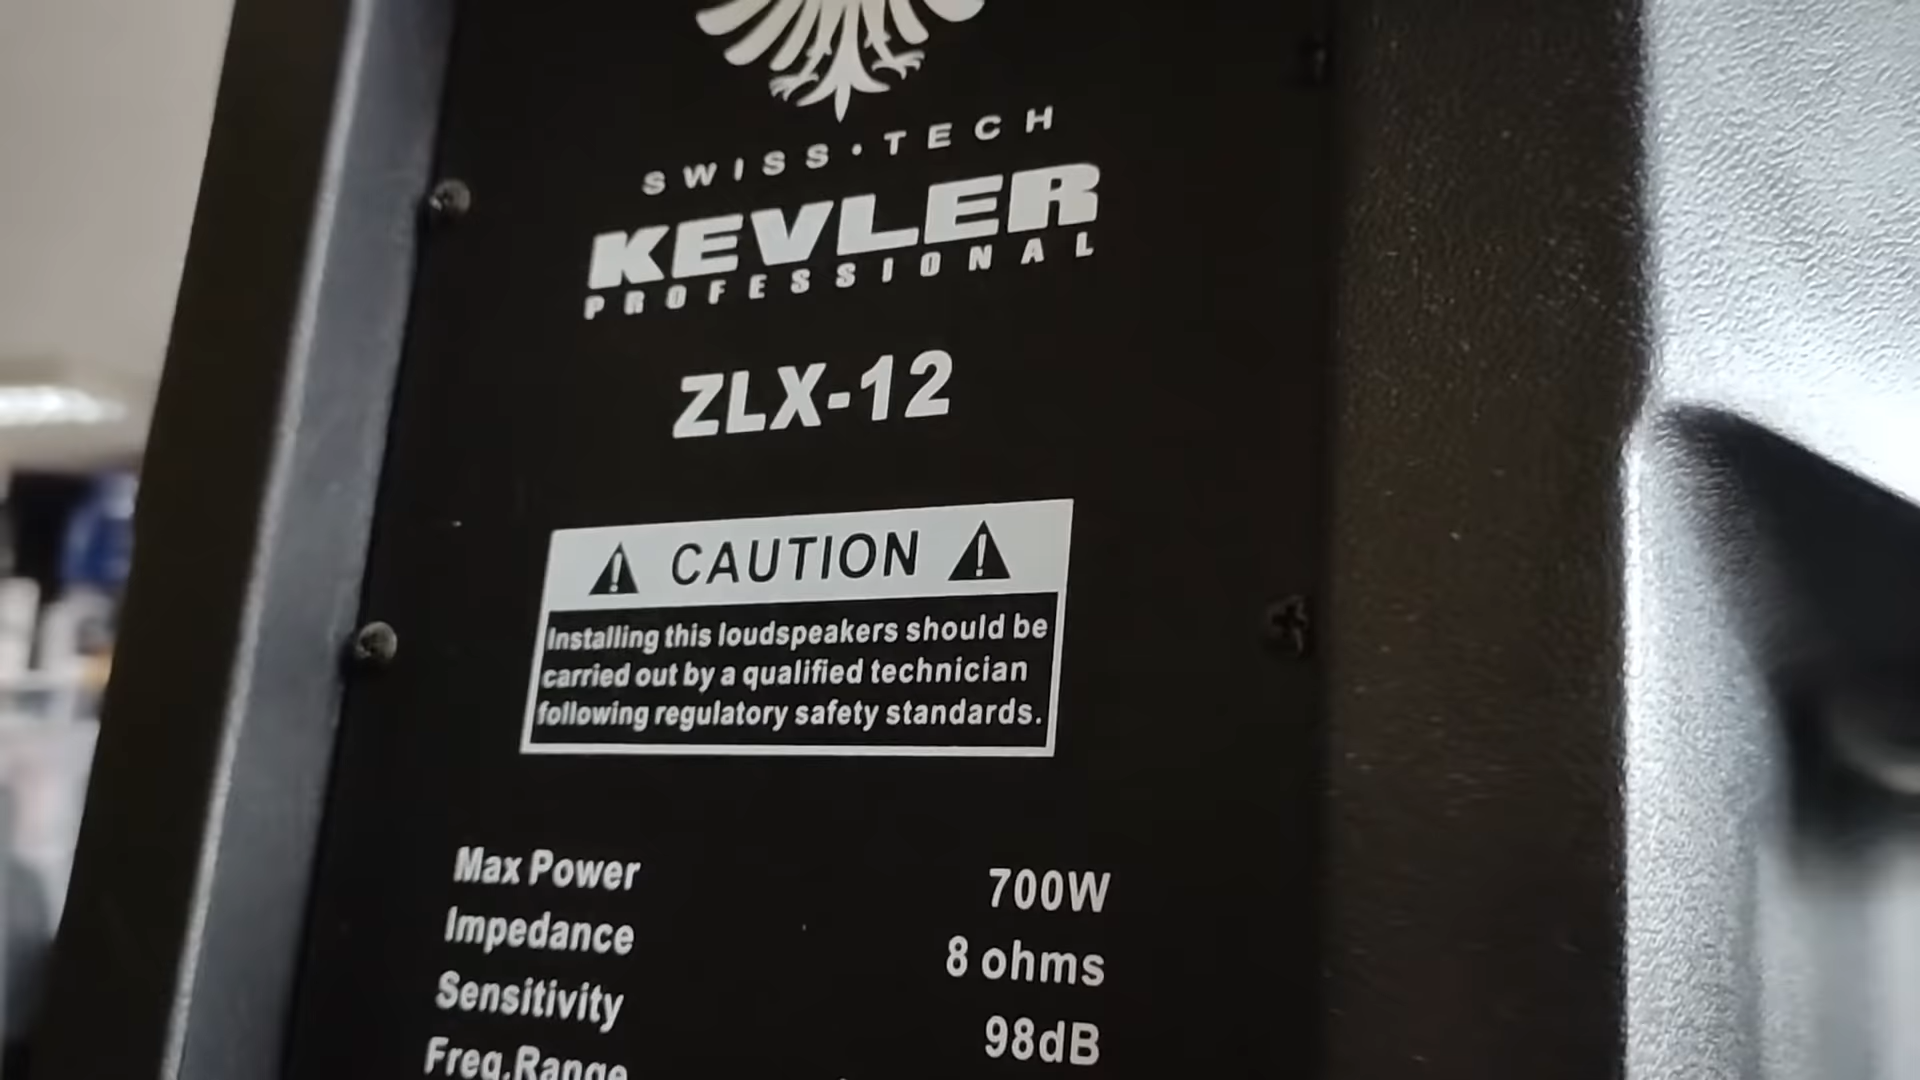 SWISS•TECH
KEVLER
PROFESSIONAL
ZLX-12
CAUTION
Installing this loudspeakers should be
carried out by a qualified technician
following regulatory safety standards.
Max Power 700W
Impedance 8 ohms
Sensitivity 98dB
Freq.Range